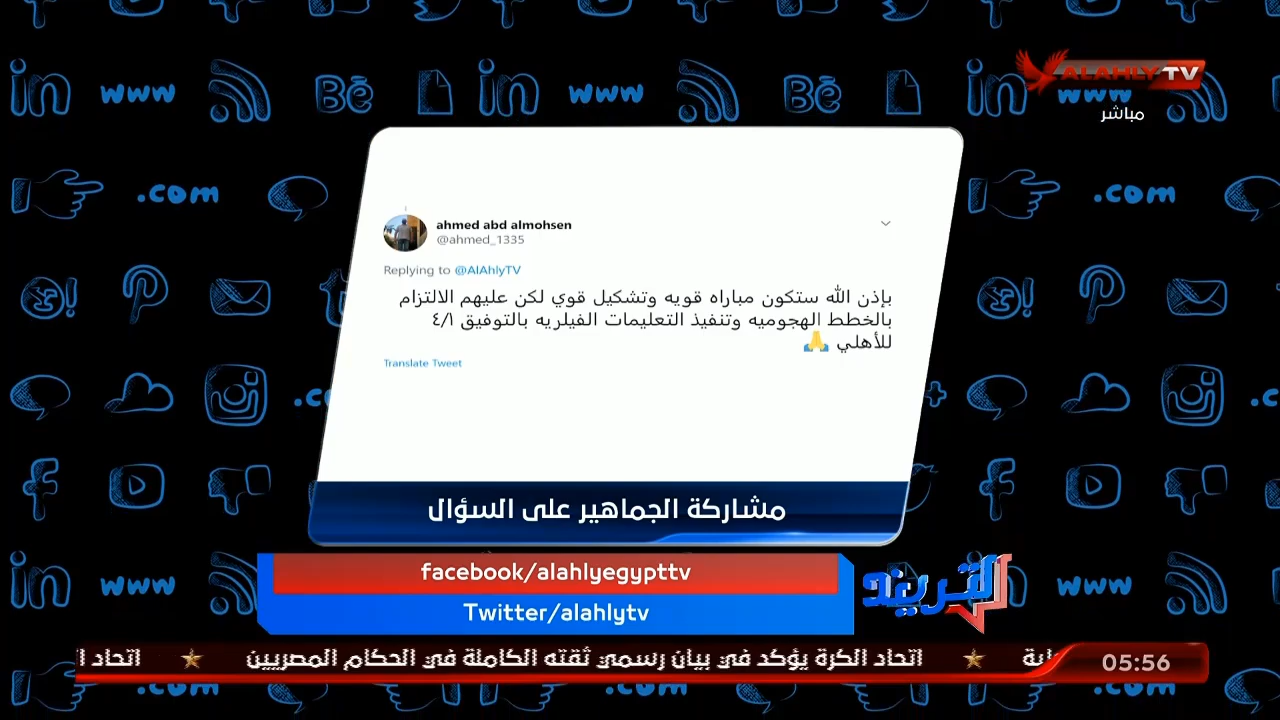 ALAHLY TV
مباشر
ahmed abd almohsen
@ahmed_1335
Replying to @AlAhlyTV
بإذن الله ستكون مباراه قويه وتشكيل قوي لكن عليهم الالتزام
بالخطط الهجوميه وتنفيذ التعليمات الفيلريه بالتوفيق ٤/١
للأهلي 🙏
Translate Tweet
مشاركة الجماهير على السؤال
facebook/alahlyegypttv
Twitter/alahlytv
التريند
اتحاد الكرة يؤكد في بيان رسمي ثقته الكاملة في الحكام المصريين ★ اتحاد ا
05:56